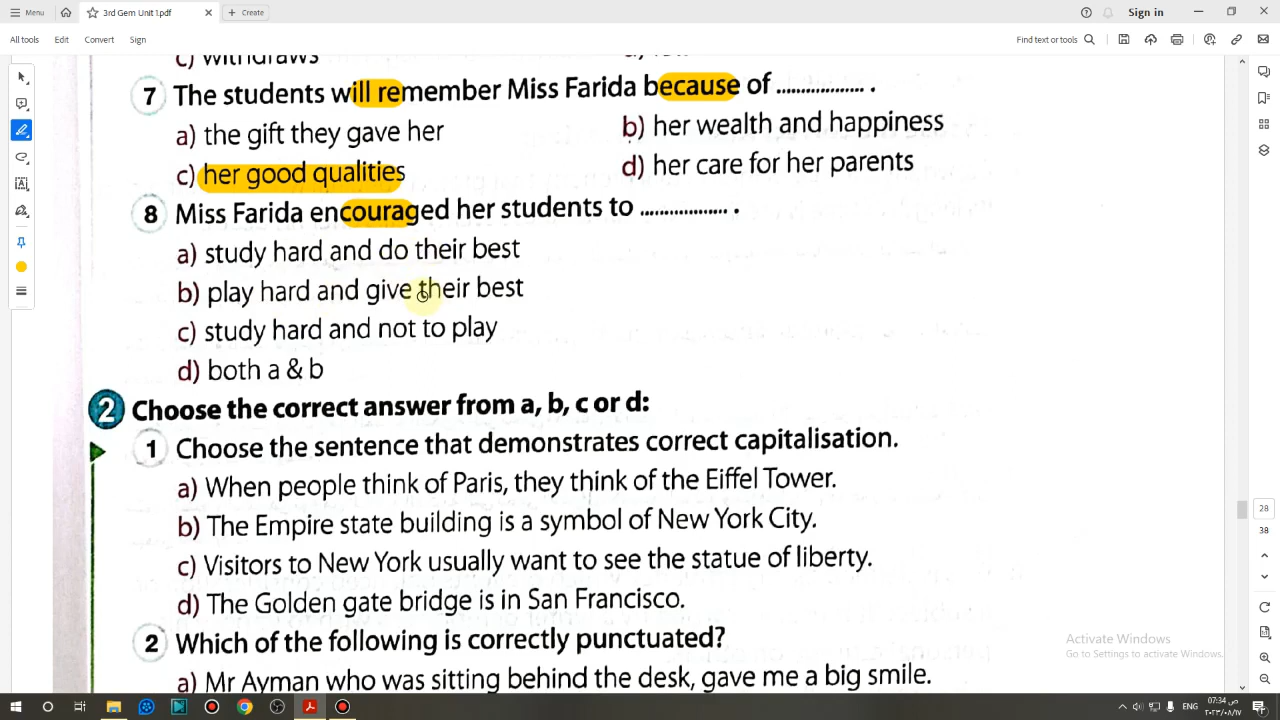 Menu
3rd Gem Unit 1.pdf
Create
Sign in
All tools Edit Convert Sign
Find text or tools
c) withdraws
7 The students will remember Miss Farida because of .................. .
a) the gift they gave her
b) her wealth and happiness
c) her good qualities
d) her care for her parents
8 Miss Farida encouraged her students to .................. .
a) study hard and do their best
b) play hard and give their best
c) study hard and not to play
d) both a & b
2 Choose the correct answer from a, b, c or d:
1 Choose the sentence that demonstrates correct capitalisation.
a) When people think of Paris, they think of the Eiffel Tower.
b) The Empire state building is a symbol of New York City.
c) Visitors to New York usually want to see the statue of liberty.
d) The Golden gate bridge is in San Francisco.
2 Which of the following is correctly punctuated?
a) Mr Ayman who was sitting behind the desk, gave me a big smile.
28
38
Activate Windows
Go to Settings to activate Windows.
ENG
07:34 ص
٢٠٢٣/٠٨/١٧